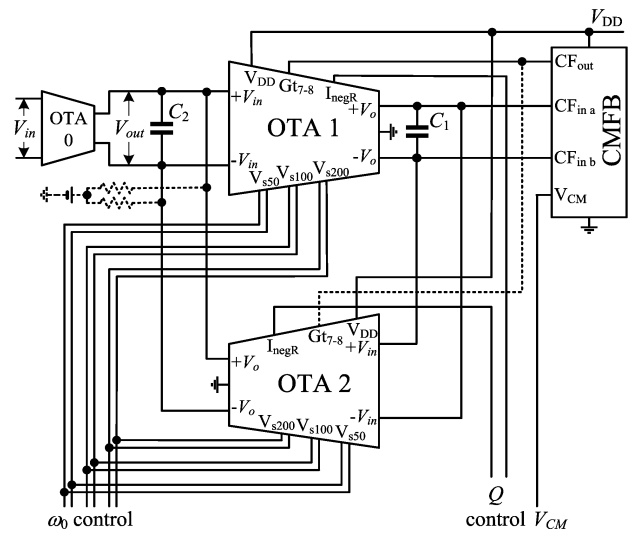 V_DD
V_DD Gt_7-8 I_negR
CF_out
V_in
OTA 0
V_out
C_2
+V_in
OTA 1
+V_o
-V_in
-V_o
V_s50 V_s100 V_s200
C_1
CF_in a
CF_in b
V_CM
CMFB
I_negR Gt_7-8 V_DD
+V_in
+V_o
OTA 2
-V_o
-V_in
V_s200 V_s100 V_s50
ω_0 control
Q
control V_CM